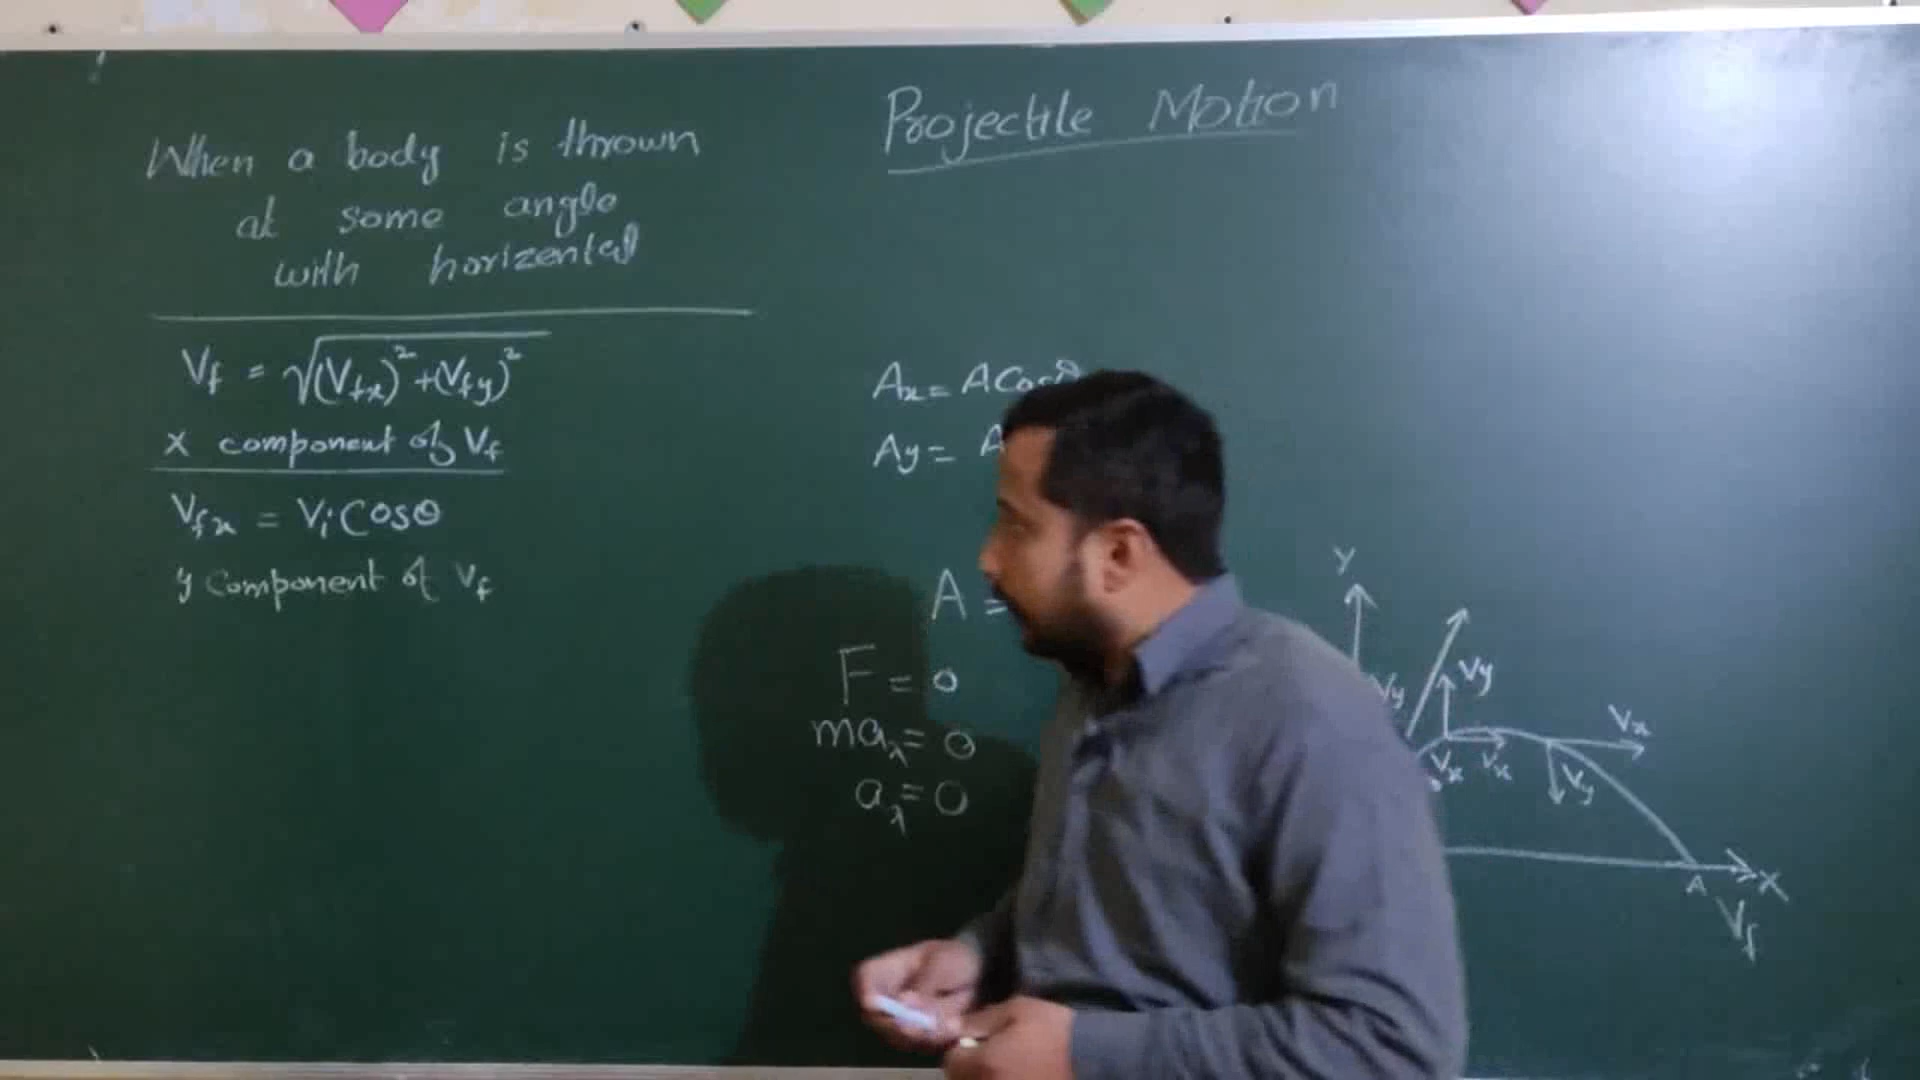 Projectile Motion
When a body is thrown
at some angle
with horizental
Vf = √(Vfx)²+(Vfy)²
X component of Vf
Vfx = Vi Cosθ
y component of Vf
Ax = A Cosθ
Ay = A
A =
F = 0
max = 0
ax = 0
Y
Vy
Vy
Vx
Vx
Vx
Vy
A
X
Vf